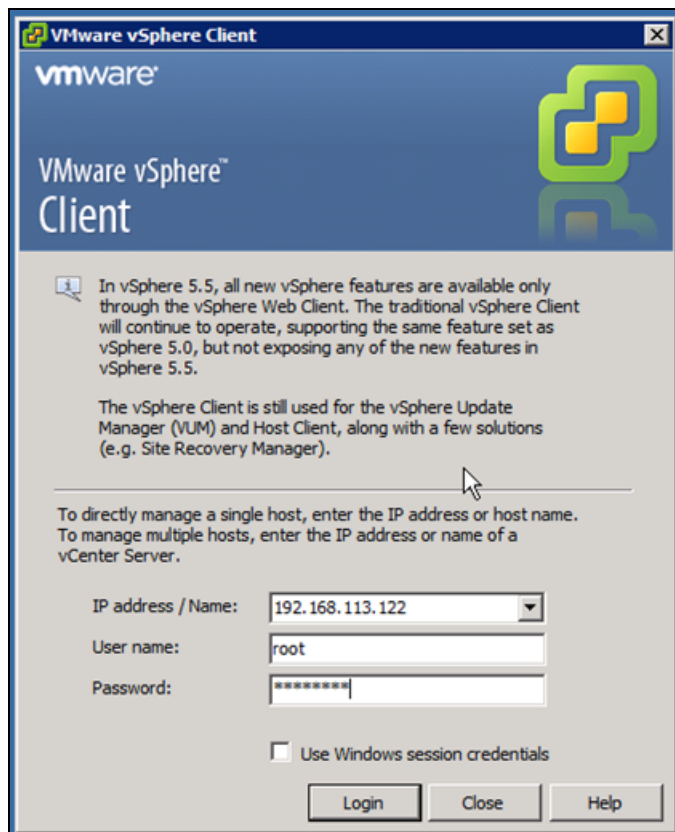 VMware vSphere Client
vmware
VMware vSphere™
Client
In vSphere 5.5, all new vSphere features are available only
through the vSphere Web Client. The traditional vSphere Client
will continue to operate, supporting the same feature set as
vSphere 5.0, but not exposing any of the new features in
vSphere 5.5.
The vSphere Client is still used for the vSphere Update
Manager (VUM) and Host Client, along with a few solutions
(e.g. Site Recovery Manager).
To directly manage a single host, enter the IP address or host name.
To manage multiple hosts, enter the IP address or name of a
vCenter Server.
IP address / Name: 192.168.113.122
User name: root
Password: ********
Use Windows session credentials
Login Close Help